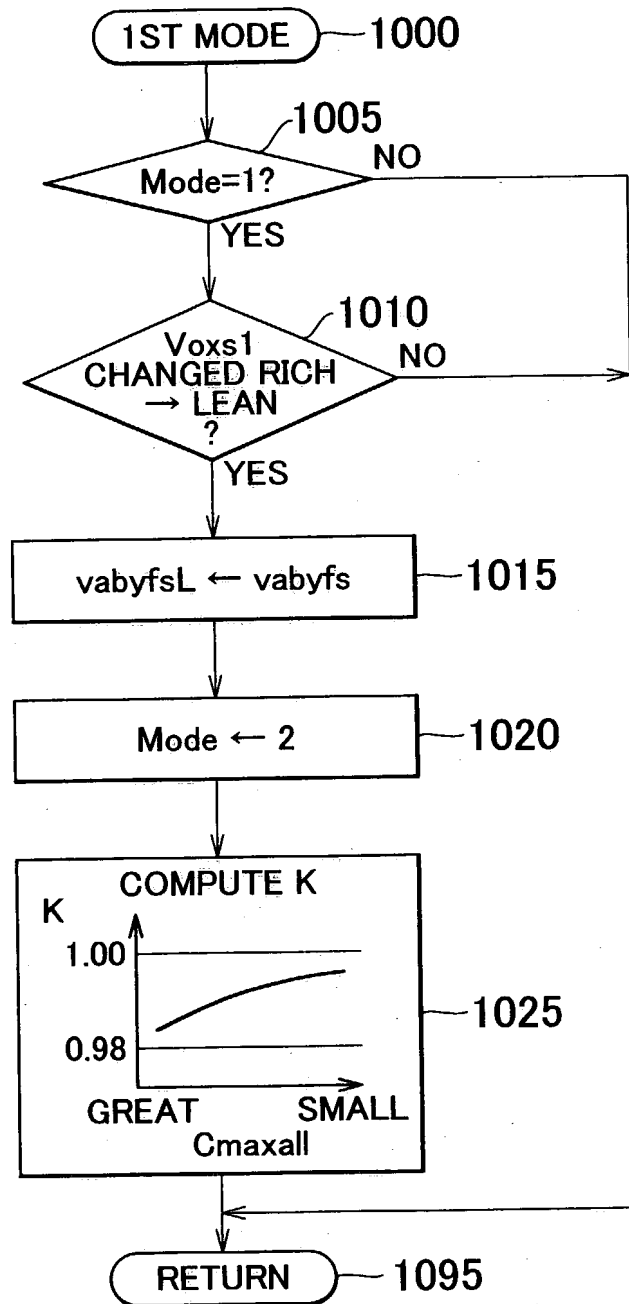 1ST MODE
1000
1005
Mode=1?
NO
YES
1010
Voxs1
CHANGED RICH
→ LEAN
?
NO
YES
vabyfsL ← vabyfs
1015
Mode ← 2
1020
COMPUTE K
K
1.00
0.98
GREAT SMALL
Cmaxall
1025
RETURN
1095